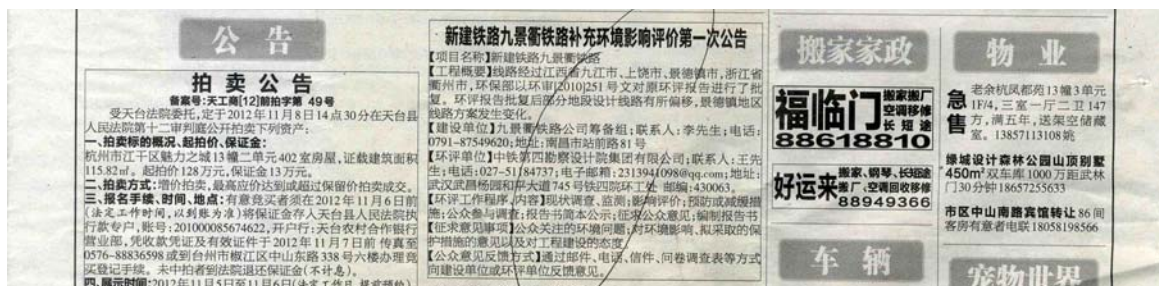 公告
拍卖公告
备案号:天工商[12]前拍字第 49号
受天台法院委托,定于2012年11月8日14点30分在天台县
人民法院第十二审判庭公开拍卖下列资产:
一、拍卖标的概况、起拍价、保证金:
杭州市江干区魅力之城13幢二单元402室房屋,证载建筑面积
115.82㎡。起拍价128万元,保证金13万元。
二、拍卖方式:增价拍卖,最高应价达到或超过保留价拍卖成交。
三、报名手续、时间、地点:有意竞买者须在2012年11月6日前
(法定工作时间,以到账为准)将保证金存入天台县人民法院执
行款专户,账号:201000085674622,开户行:天台农村合作银行
营业部,凭收款凭证及有效证件于2012年11月7日前 传真至
0576-88836598或到台州市椒江区中山东路338号六楼办理竞
买登记手续。未中拍者到法院退还保证金(不计息)。
四、展示时间:2012年11月5日至11月6日(法定工作日 提前预约)
新建铁路九景衢铁路补充环境影响评价第一次公告
【项目名称】新建铁路九景衢铁路
【工程概要】线路经过江西省九江市、上饶市、景德镇市,浙江省
衢州市,环保部以环审[2010]251号文对原环评报告进行了批
复。环评报告批复后部分地段设计线路有所偏移,景德镇地区
线路方案发生变化。
【建设单位】九景衢铁路公司筹备组;联系人:李先生;电话:
0791-87549620;地址:南昌市站前路81号
【环评单位】中铁第四勘察设计院集团有限公司;联系人:王先
生;电话:027-51184737;电子邮箱:2313941098@qq.com;地址:
武汉武昌杨园和平大道745号铁四院环工处 邮编:430063。
【环评工作程序、内容】现状调查、监测;影响评价;预防或减缓措
施;公众参与调查;报告书简本公示;征求公众意见;编制报告书
【征求意见事项】公众关注的环境问题;对环境影响、拟采取的保
护措施的意见以及对工程建设的态度。
【公众意见反馈方式】通过邮件、电话、信件、问卷调查表等方式
向建设单位或环评单位反馈意见。
搬家家政
福临门 搬家搬厂
空调移修
长短途
88618810
好运来 搬家、钢琴、长短途
搬厂、空调回收移修
88949366
车辆
物业
急售 老余杭凤都苑13幢3单元
1F/4,三室一厅二卫147
方,满五年,送架空储藏
室。13857113108姚
绿城设计森林公园山顶别墅
450m²双车库1000万距武林
门30分钟18657255633
市区中山南路宾馆转让86间
客房有意者电联18058198566
宠物世界